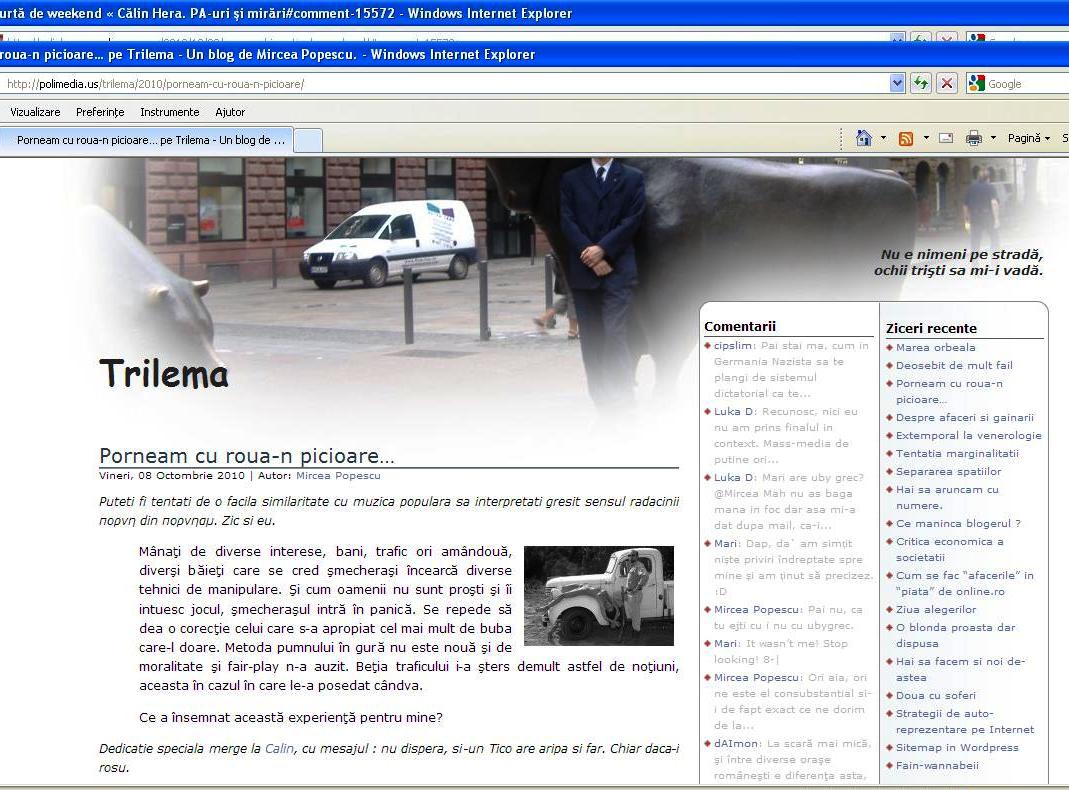 urtă de weekend « Călin Hera. PA-uri şi mirări#comment-15572 - Windows Internet Explorer
roua-n picioare... pe Trilema - Un blog de Mircea Popescu. - Windows Internet Explorer
http://polimedia.us/trilema/2010/porneam-cu-roua-n-picioare/
Google
Vizualizare Preferinţe Instrumente Ajutor
Porneam cu roua-n picioare... pe Trilema - Un blog de ...
Pagină
Nu e nimeni pe stradă,
ochii trişti sa mi-i vadă.
Trilema
Porneam cu roua-n picioare...
Vineri, 08 Octombrie 2010 | Autor: Mircea Popescu
Puteti fi tentati de o facila similaritate cu muzica populara sa interpretati gresit sensul radacinii
πορνη din πορνημι. Zic si eu.
Mânaţi de diverse interese, bani, trafic ori amândouă,
diverşi băieţi care se cred şmecheraşi încearcă diverse
tehnici de manipulare. Şi cum oamenii nu sunt proşti şi îi
intuesc jocul, şmecheraşul intră în panică. Se repede să
dea o corecţie celui care s-a apropiat cel mai mult de buba
care-l doare. Metoda pumnului în gură nu este nouă şi de
moralitate şi fair-play n-a auzit. Beţia traficului i-a şters demult astfel de noţiuni,
aceasta în cazul în care le-a posedat cândva.
Ce a însemnat această experienţă pentru mine?
Dedicatie speciala merge la Calin, cu mesajul : nu dispera, si-un Tico are aripa si far. Chiar daca-i
rosu.
Comentarii
cipslim: Pai stai ma, cum in
Germania Nazista sa te
plangi de sistemul
dictatorial ca te...
Luka D: Recunosc, nici eu
nu am prins finalul in
context. Mass-media de
putine ori...
Luka D: Mari are uby grec?
@Mircea Mah nu as baga
mana in foc dar asa mi-a
dat dupa mail, ca-i...
Mari: Dap, da` am simţit
nişte priviri îndreptate spre
mine şi am ţinut să precizez.
:D
Mircea Popescu: Pai nu, ca
tu ejti cu i nu cu ubygrec.
Mari: It wasn't me! Stop
looking! 8-|
Mircea Popescu: Ori aia, ori
ne este el consubstantial si-
i de fapt exact ce ne dorim
de la...
dAImon: La scară mai mică,
şi între diverse oraşe
româneşti e diferenţa asta,
Ziceri recente
Marea orbeala
Deosebit de mult fail
Porneam cu roua-n
picioare...
Despre afaceri si gainarii
Extemporal la venerologie
Tentatia marginalitatii
Separarea spatiilor
Hai sa aruncam cu
numere.
Ce maninca blogerul ?
Critica economica a
societatii
Cum se fac "afacerile" in
"piata" de online.ro
Ziua alegerilor
O blonda proasta dar
dispusa
Hai sa facem si noi de-
astea
Doua cu soferi
Strategii de auto-
reprezentare pe Internet
Sitemap in Wordpress
Fain-wannabeii